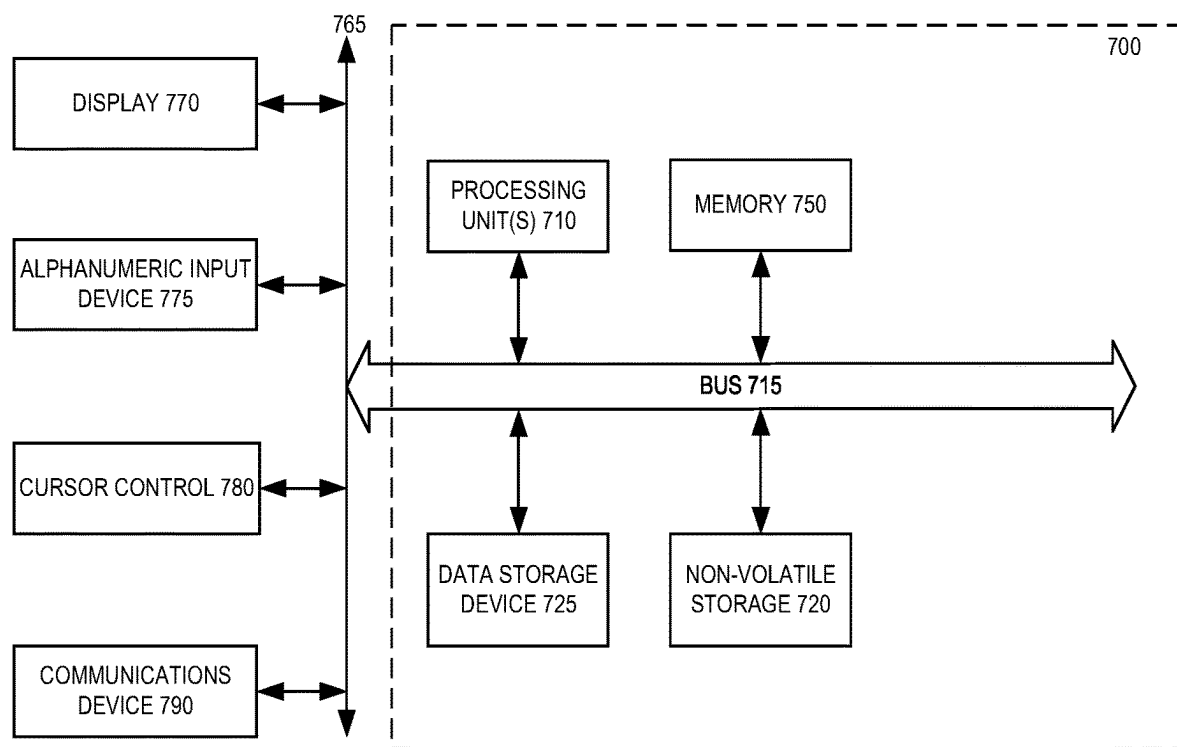 765
700
DISPLAY 770
PROCESSING
UNIT(S) 710
MEMORY 750
ALPHANUMERIC INPUT
DEVICE 775
BUS 715
CURSOR CONTROL 780
DATA STORAGE
DEVICE 725
NON-VOLATILE
STORAGE 720
COMMUNICATIONS
DEVICE 790